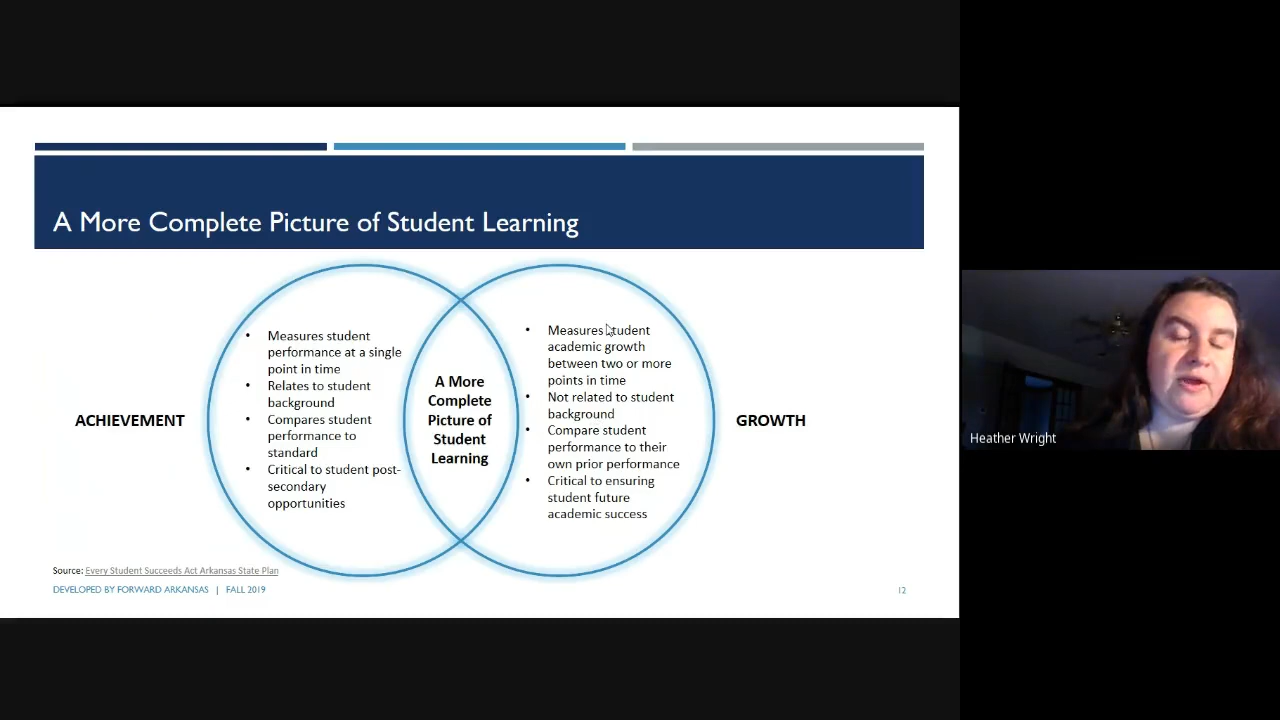 A More Complete Picture of Student Learning
ACHIEVEMENT
• Measures student
performance at a single
point in time
• Relates to student
background
• Compares student
performance to
standard
• Critical to student post-
secondary
opportunities
A More
Complete
Picture of
Student
Learning
• Measures student
academic growth
between two or more
points in time
• Not related to student
background
• Compare student
performance to their
own prior performance
• Critical to ensuring
student future
academic success
GROWTH
Source: Every Student Succeeds Act Arkansas State Plan
DEVELOPED BY FORWARD ARKANSAS | FALL 2019
12
Heather Wright